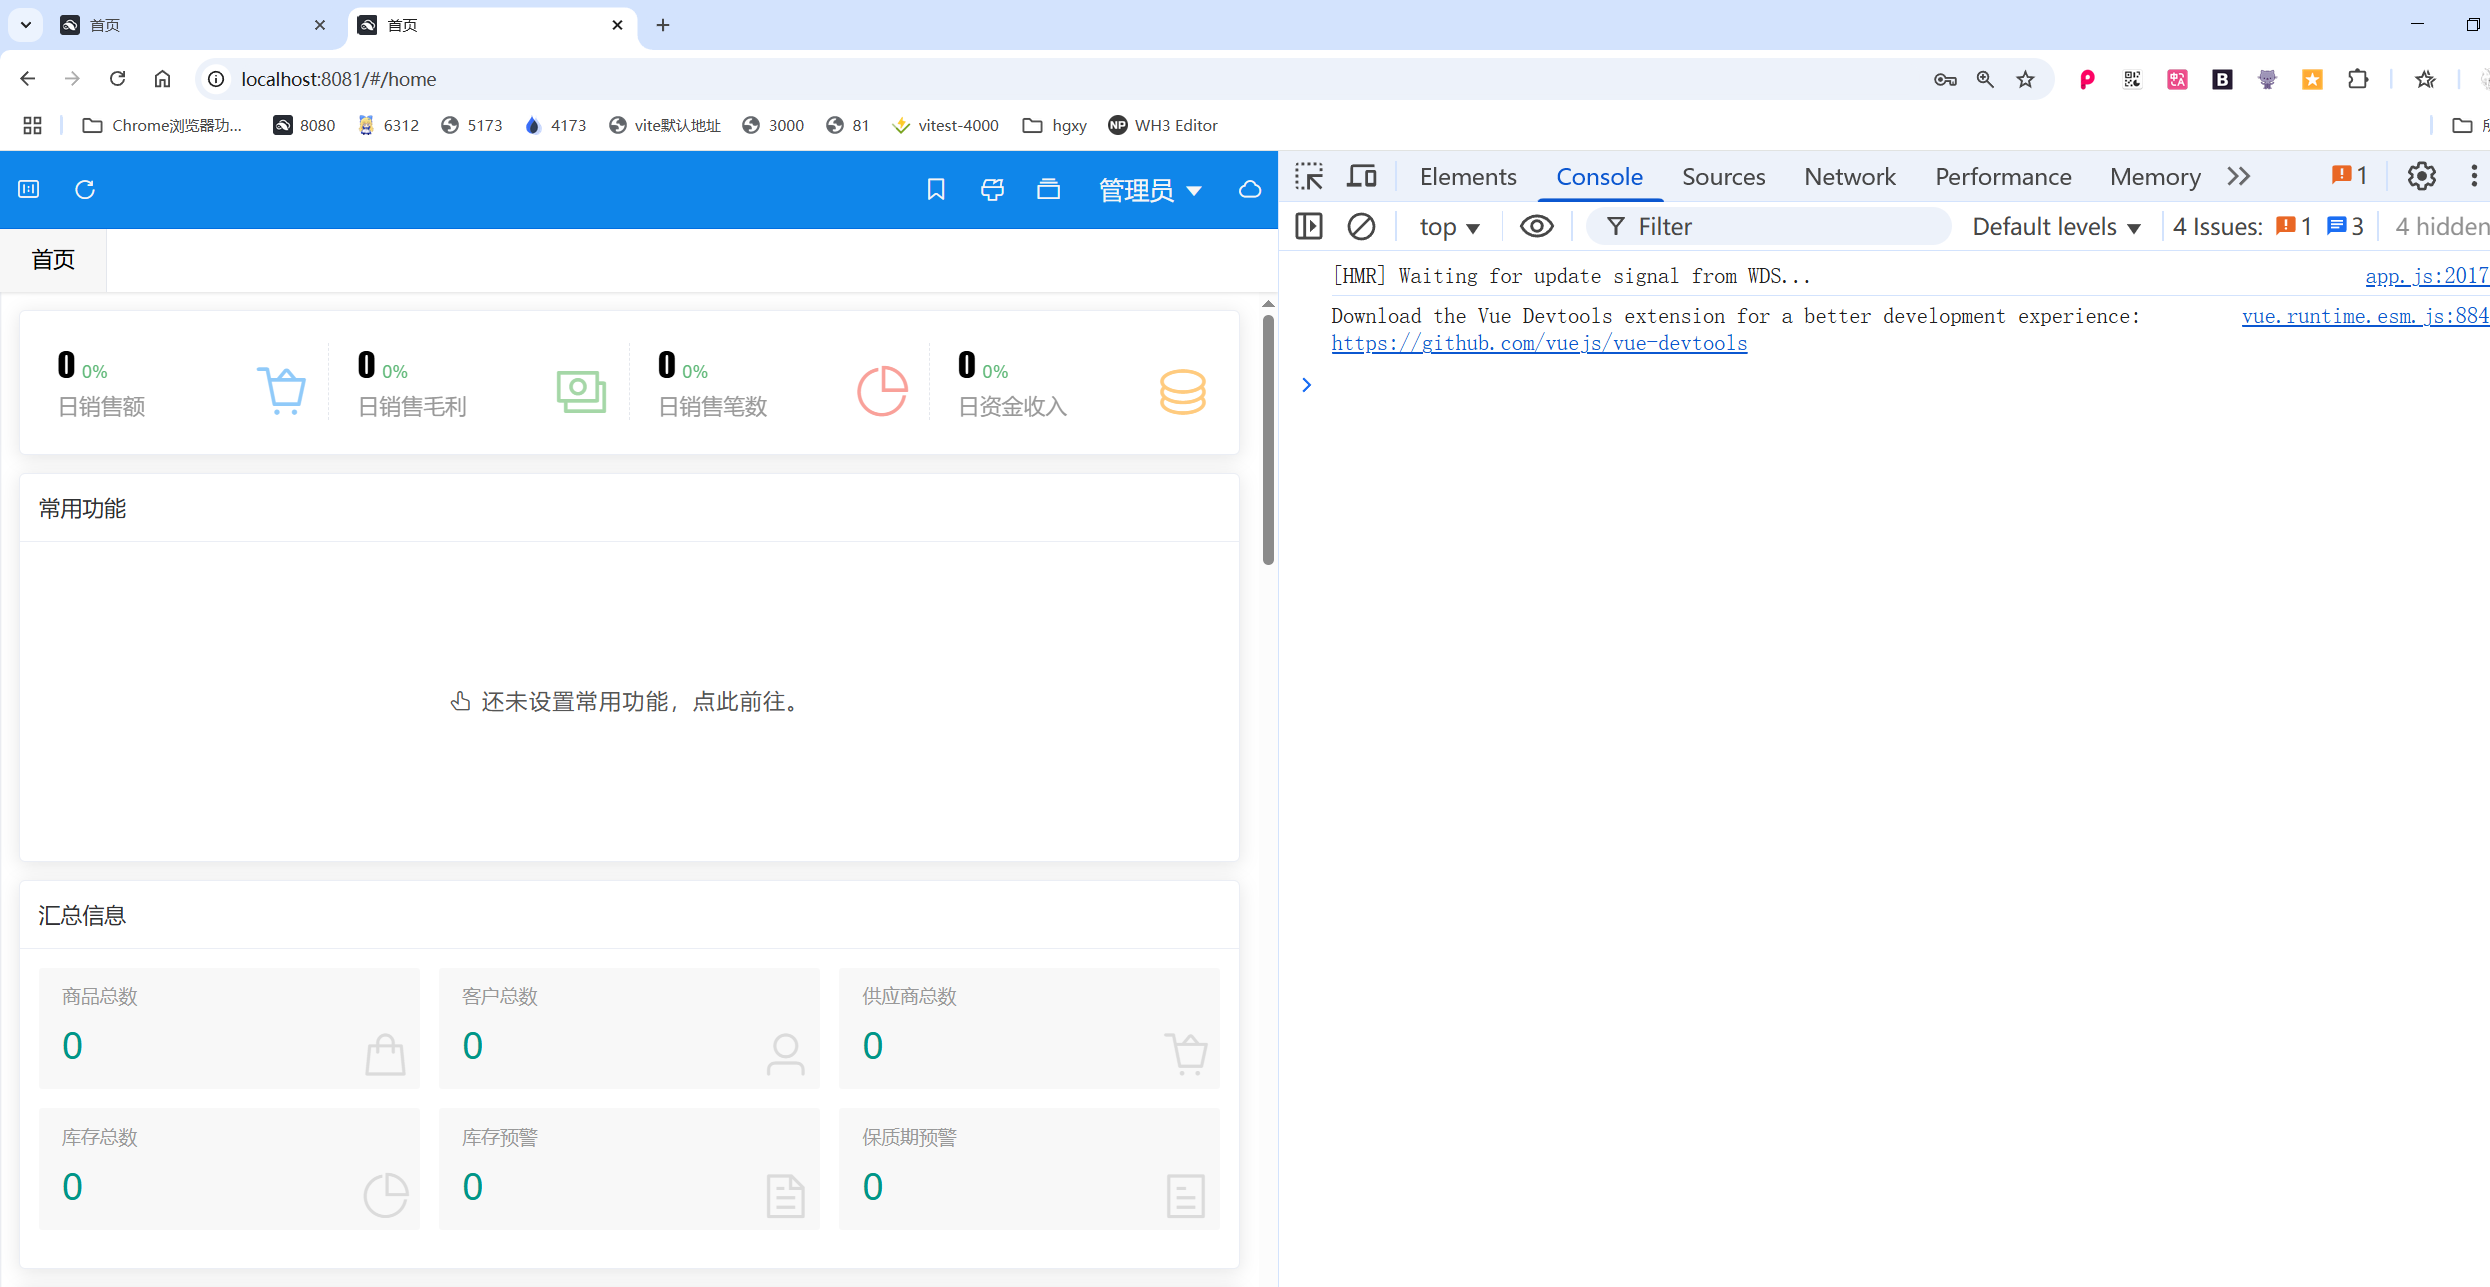 首页
首页
localhost:8081/#/home
Chrome浏览器功...
8080
6312
5173
4173
vite默认地址
3000
81
vitest-4000
hgxy
WH3 Editor
管理员
首页
0 0%
日销售额
0 0%
日销售毛利
0 0%
日销售笔数
0 0%
日资金收入
常用功能
还未设置常用功能，点此前往。
汇总信息
商品总数
0
客户总数
0
供应商总数
0
库存总数
0
库存预警
0
保质期预警
0
Elements
Console
Sources
Network
Performance
Memory
1
top
Filter
Default levels
4 Issues: 1 3
4 hidden
[HMR] Waiting for update signal from WDS... app.js:2017
Download the Vue Devtools extension for a better development experience: vue.runtime.esm.js:884
https://github.com/vuejs/vue-devtools